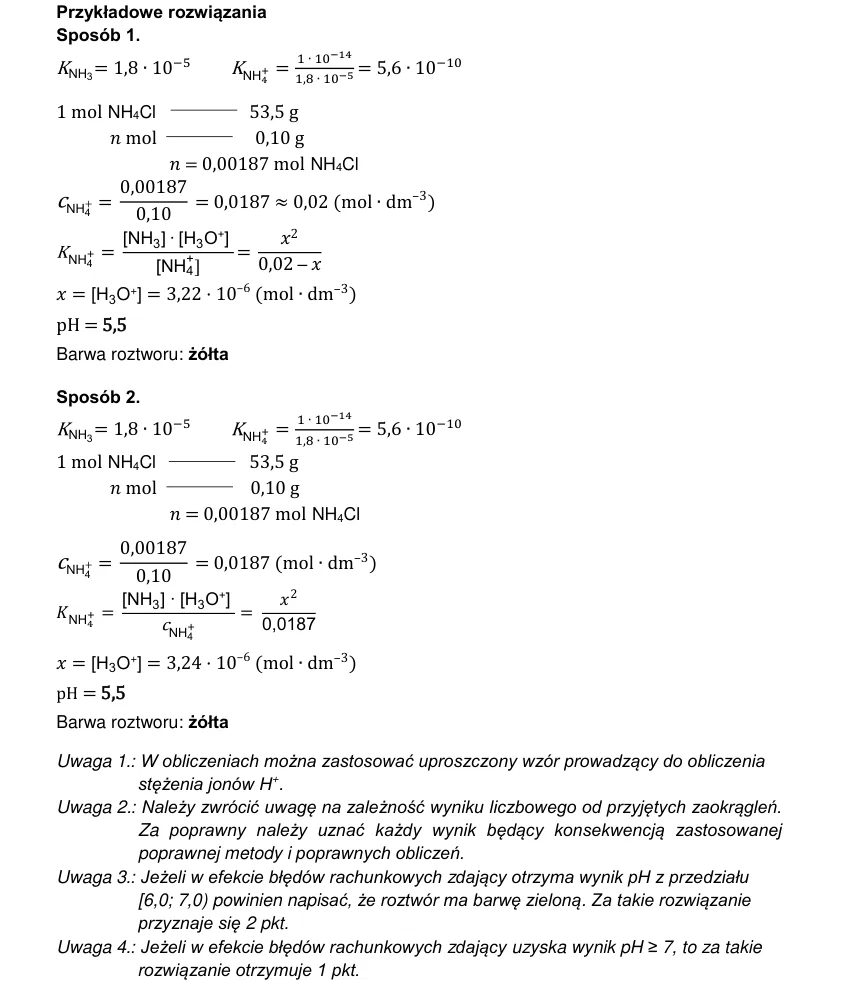 Przykładowe rozwiązania
Sposób 1.
K_NH₃ = 1,8 · 10⁻⁵ K_NH₄⁺ = 1 · 10⁻¹⁴ / 1,8 · 10⁻⁵ = 5,6 · 10⁻¹⁰
1 mol NH₄Cl ——— 53,5 g
n mol ——— 0,10 g
n = 0,00187 mol NH₄Cl
c_NH₄⁺ = 0,00187 / 0,10 = 0,0187 ≈ 0,02 (mol · dm⁻³)
K_NH₄⁺ = [NH₃] · [H₃O⁺] / [NH₄⁺] = x² / 0,02 – x
x = [H₃O⁺] = 3,22 · 10⁻⁶ (mol · dm⁻³)
pH = 5,5
Barwa roztworu: żółta
Sposób 2.
K_NH₃ = 1,8 · 10⁻⁵ K_NH₄⁺ = 1 · 10⁻¹⁴ / 1,8 · 10⁻⁵ = 5,6 · 10⁻¹⁰
1 mol NH₄Cl ——— 53,5 g
n mol ——— 0,10 g
n = 0,00187 mol NH₄Cl
c_NH₄⁺ = 0,00187 / 0,10 = 0,0187 (mol · dm⁻³)
K_NH₄⁺ = [NH₃] · [H₃O⁺] / c_NH₄⁺ = x² / 0,0187
x = [H₃O⁺] = 3,24 · 10⁻⁶ (mol · dm⁻³)
pH = 5,5
Barwa roztworu: żółta
Uwaga 1.: W obliczeniach można zastosować uproszczony wzór prowadzący do obliczenia
stężenia jonów H⁺.
Uwaga 2.: Należy zwrócić uwagę na zależność wyniku liczbowego od przyjętych zaokrągleń.
Za poprawny należy uznać każdy wynik będący konsekwencją zastosowanej
poprawnej metody i poprawnych obliczeń.
Uwaga 3.: Jeżeli w efekcie błędów rachunkowych zdający otrzyma wynik pH z przedziału
[6,0; 7,0) powinien napisać, że roztwór ma barwę zieloną. Za takie rozwiązanie
przyznaje się 2 pkt.
Uwaga 4.: Jeżeli w efekcie błędów rachunkowych zdający uzyska wynik pH ≥ 7, to za takie
rozwiązanie otrzymuje 1 pkt.